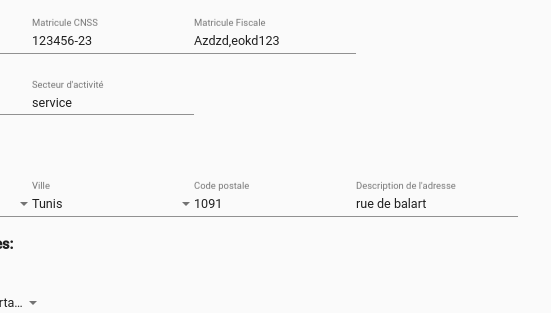 Matricule CNSS Matricule Fiscale
123456-23 Azdzd,eokd123
Secteur d'activité
service
Ville Code postale Description de l'adresse
Tunis 1091 rue de balart
es:
rta...